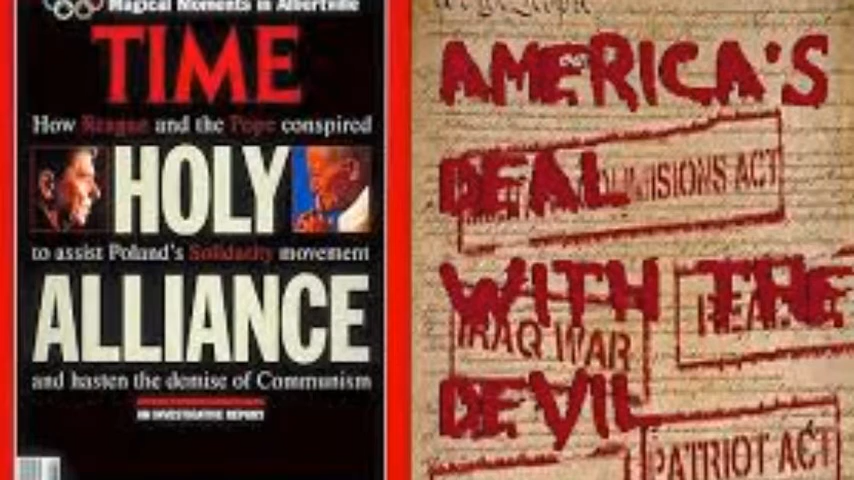 Magical Moments in Albertville
TIME
How Reagan and the Pope conspired
HOLY
to assist Poland's Solidarity movement
ALLIANCE
and hasten the demise of Communism
AN INVESTIGATIVE REPORT
AMERICA'S
DEAL
ISIONS ACT
WITH THE
IRAQ WAR
DEVIL
PATRIOT ACT